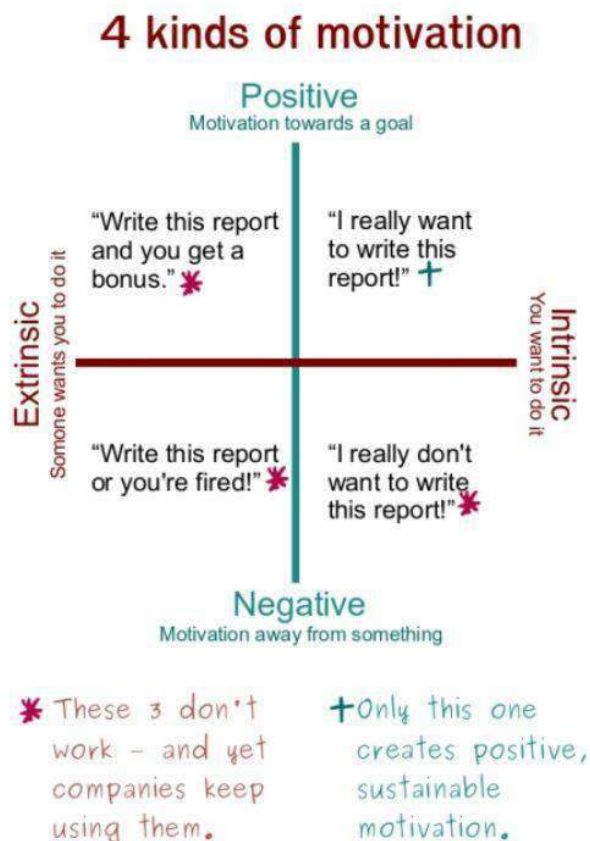 4 kinds of motivation
Positive
Motivation towards a goal
“Write this report
and you get a
bonus.” *
“I really want
to write this
report!” +
Extrinsic
Somone wants you to do it
Intrinsic
You want to do it
“Write this report
or you're fired!” *
“I really don't
want to write
this report!” *
Negative
Motivation away from something
* These 3 don't
work – and yet
companies keep
using them.
+ Only this one
creates positive,
sustainable
motivation.